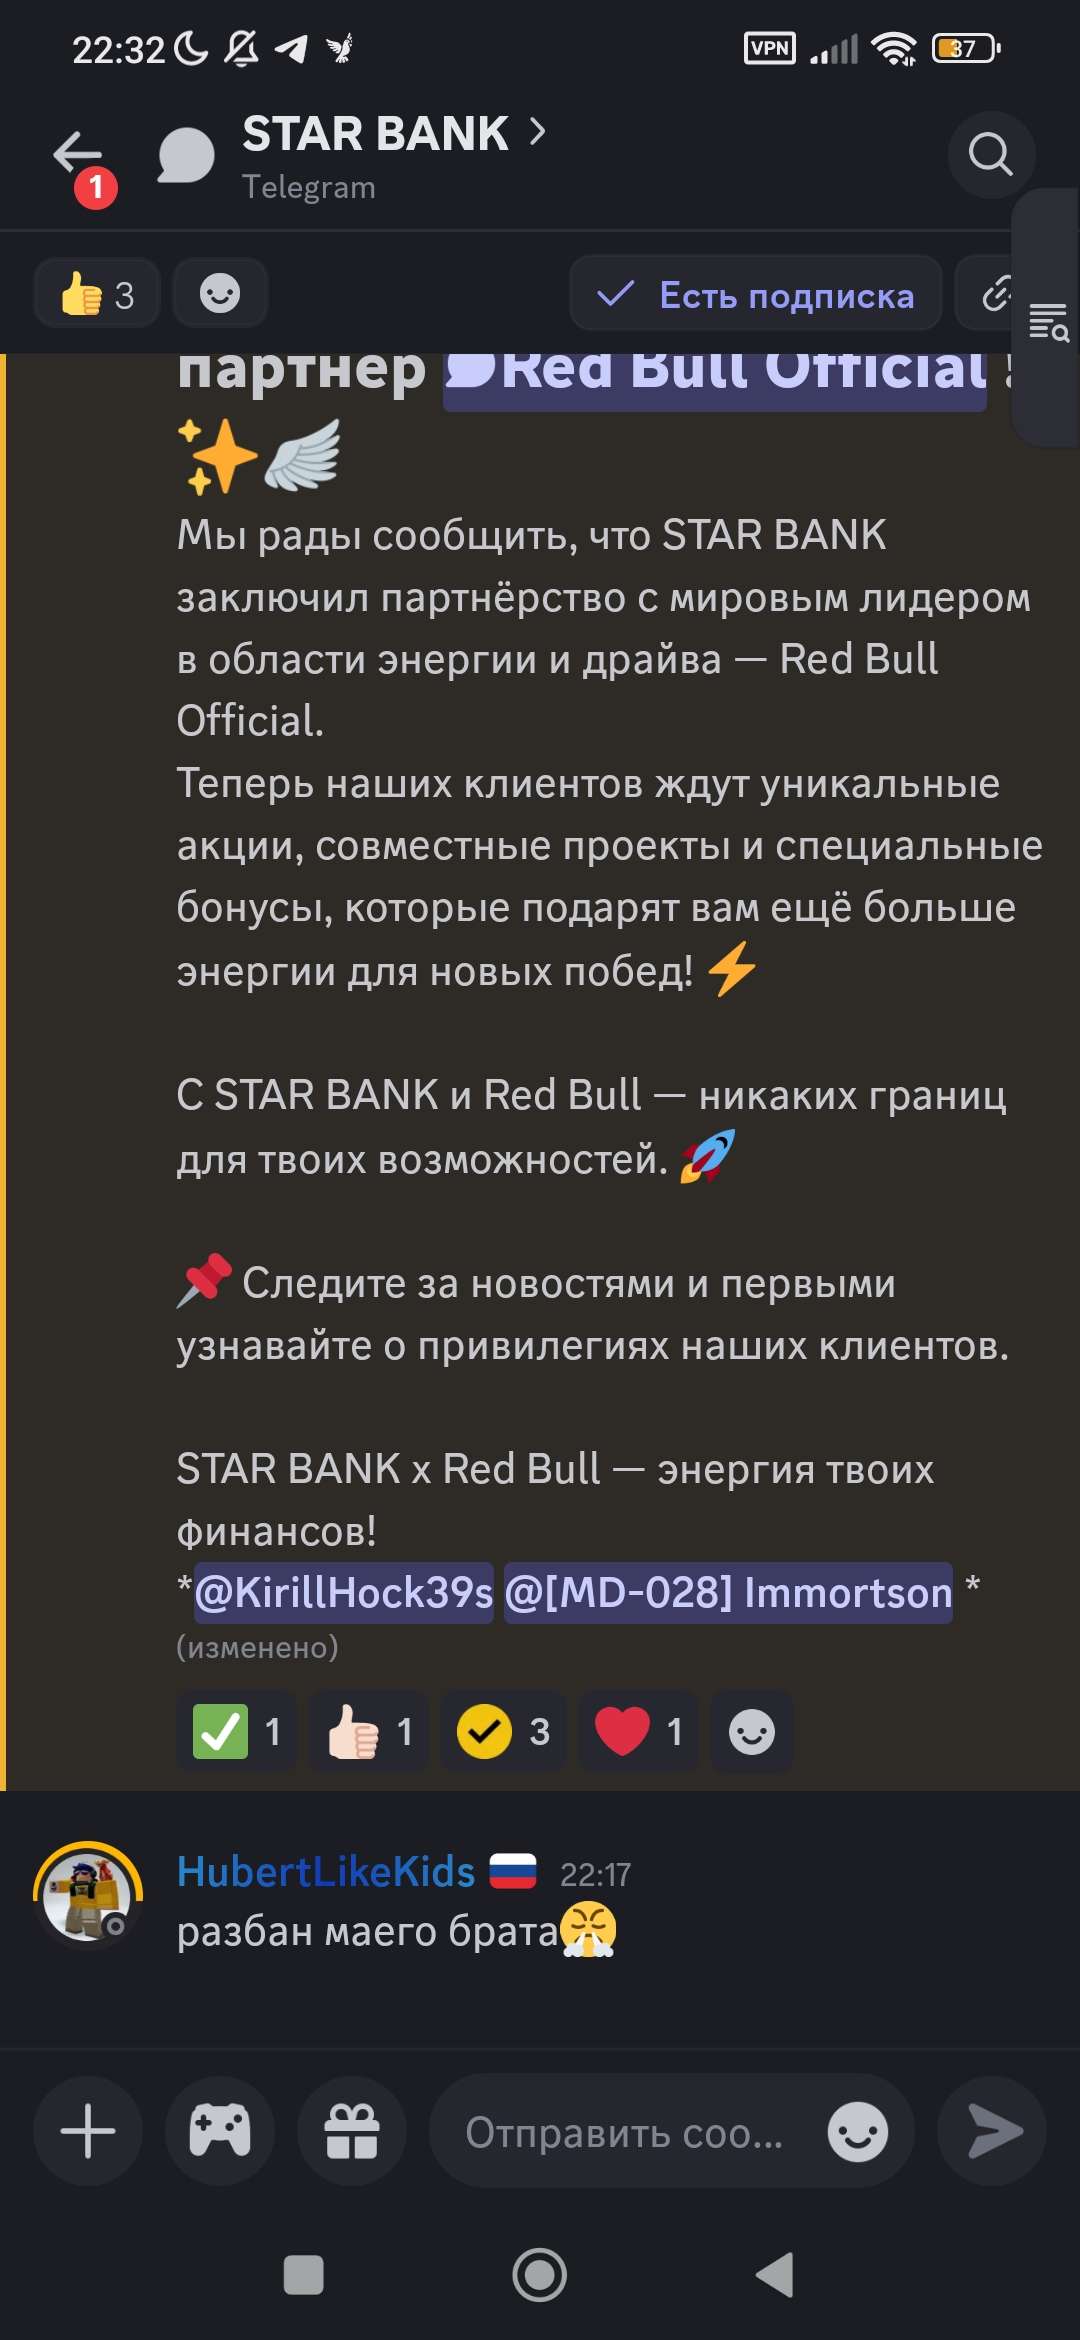 22:32
VPN
37
STAR BANK
Telegram
1
3
Есть подписка
партнер Red Bull Official !
Мы рады сообщить, что STAR BANK
заключил партнёрство с мировым лидером
в области энергии и драйва — Red Bull
Official.
Теперь наших клиентов ждут уникальные
акции, совместные проекты и специальные
бонусы, которые подарят вам ещё больше
энергии для новых побед! ⚡
С STAR BANK и Red Bull — никаких границ
для твоих возможностей. 🚀
📌 Следите за новостями и первыми
узнавайте о привилегиях наших клиентов.
STAR BANK x Red Bull — энергия твоих
финансов!
*@KirillHock39s @[MD-028] Immortson *
(изменено)
1 1 3 1
HubertLikeKids 22:17
разбан маего брата😤
Отправить соо...